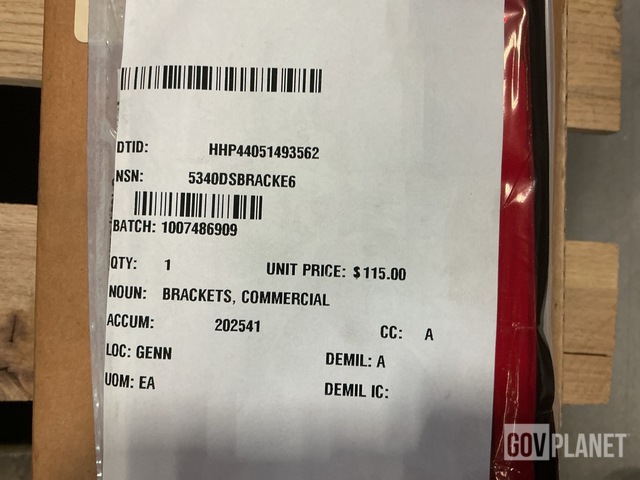 DTID: HHP44051493562
NSN: 5340DSBRACKE6
BATCH: 1007486909
QTY: 1 UNIT PRICE: $115.00
NOUN: BRACKETS, COMMERCIAL
ACCUM: 202541 CC: A
LOC: GENN DEMIL: A
UOM: EA DEMIL IC:
GOVPLANET